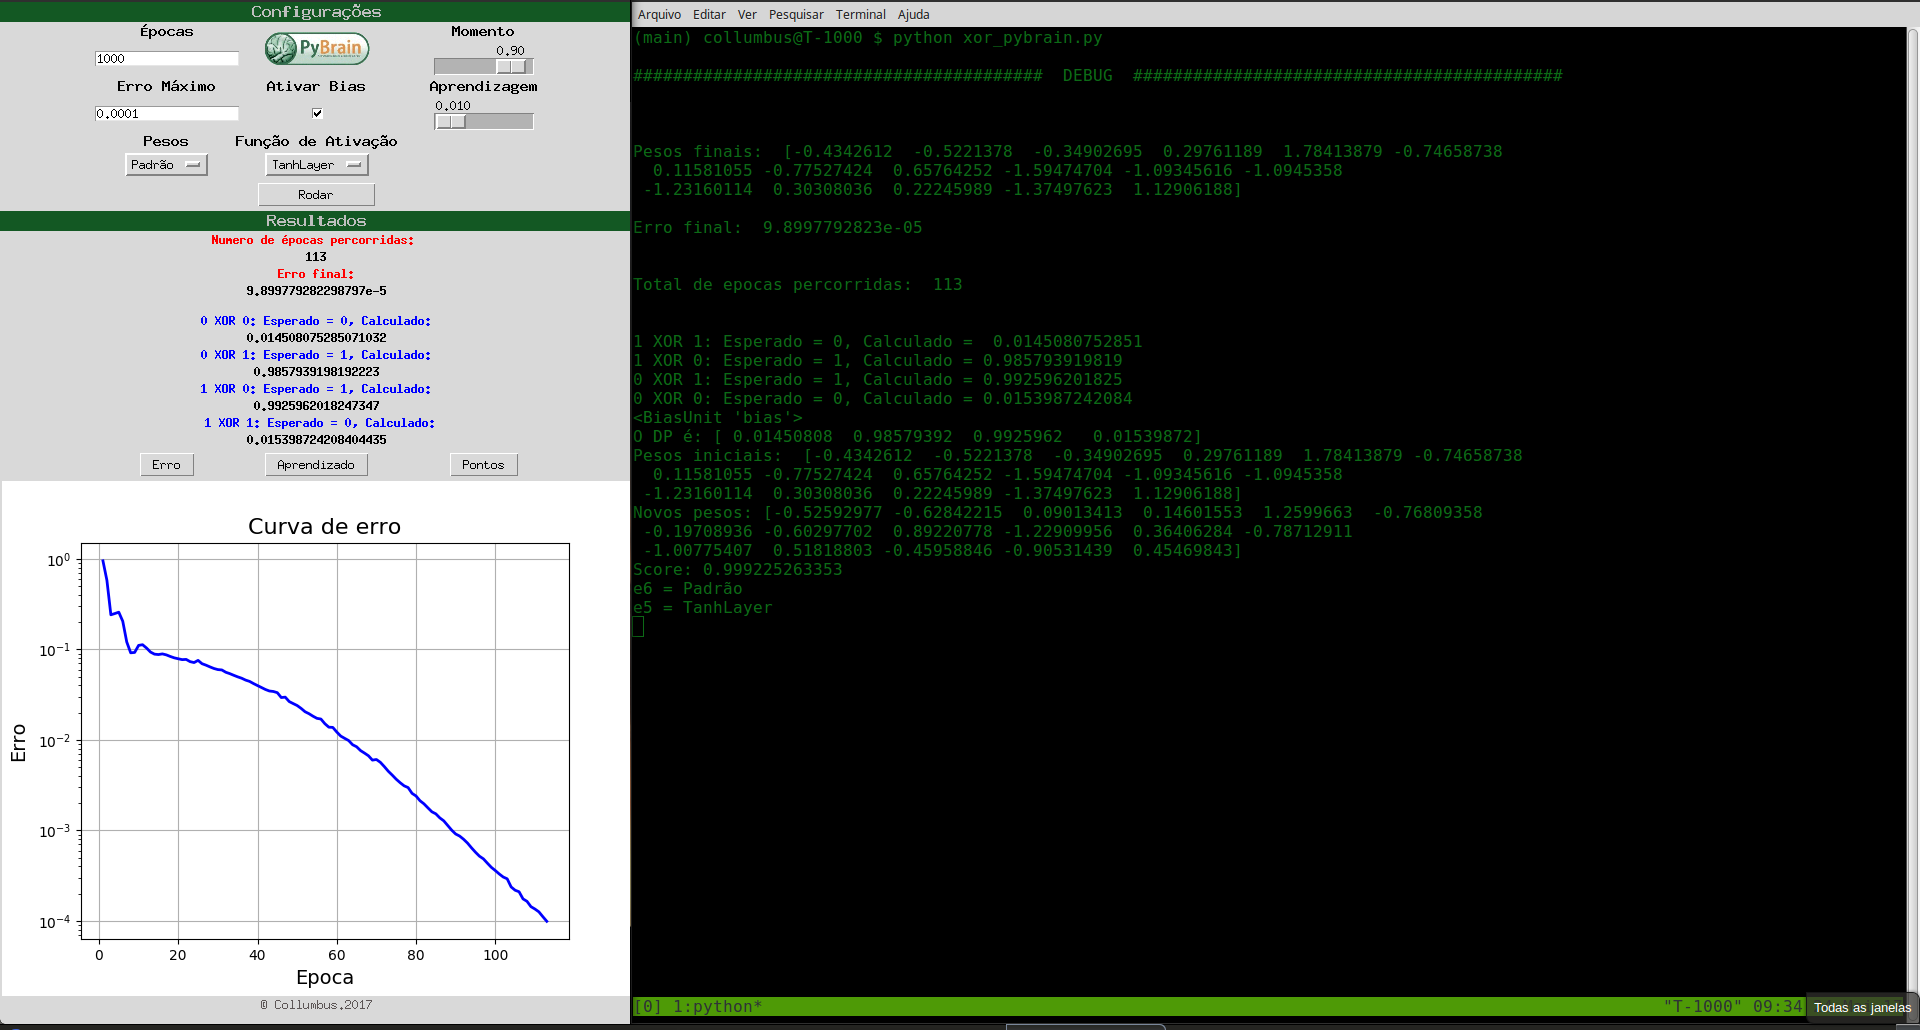 Configurações
Épocas
Momento
1000
PyBrain
0.90
Erro Máximo
Ativar Bias
Aprendizagem
0.0001
0.010
Pesos
Função de Ativação
Padrão
TanhLayer
Rodar
Resultados
Numero de épocas percorridas:
113
Erro final:
9.899779282298797e-5
0 XOR 0: Esperado = 0, Calculado:
0.014508075285071032
0 XOR 1: Esperado = 1, Calculado:
0.9857939198192223
1 XOR 0: Esperado = 1, Calculado:
0.9925962018247347
1 XOR 1: Esperado = 0, Calculado:
0.015398724208404435
Erro
Aprendizado
Pontos
Curva de erro
10^0
10^-1
10^-2
10^-3
10^-4
Erro
0 20 40 60 80 100
Epoca
© Collumbus.2017
Arquivo Editar Ver Pesquisar Terminal Ajuda
(main) collumbus@T-1000 $ python xor_pybrain.py
######################################### DEBUG ###########################################
Pesos finais: [-0.4342612 -0.5221378 -0.34902695 0.29761189 1.78413879 -0.74658738
0.11581055 -0.77527424 0.65764252 -1.59474704 -1.09345616 -1.0945358
-1.23160114 0.30308036 0.22245989 -1.37497623 1.12906188]
Erro final: 9.8997792823e-05
Total de epocas percorridas: 113
1 XOR 1: Esperado = 0, Calculado = 0.0145080752851
1 XOR 0: Esperado = 1, Calculado = 0.985793919819
0 XOR 1: Esperado = 1, Calculado = 0.992596201825
0 XOR 0: Esperado = 0, Calculado = 0.0153987242084
<BiasUnit 'bias'>
O DP é: [ 0.01450808 0.98579392 0.9925962 0.01539872]
Pesos iniciais: [-0.4342612 -0.5221378 -0.34902695 0.29761189 1.78413879 -0.74658738
0.11581055 -0.77527424 0.65764252 -1.59474704 -1.09345616 -1.0945358
-1.23160114 0.30308036 0.22245989 -1.37497623 1.12906188]
Novos pesos: [-0.52592977 -0.62842215 0.09013413 0.14601553 1.2599663 -0.76809358
-0.19708936 -0.60297702 0.89220778 -1.22909956 0.36406284 -0.78712911
-1.00775407 0.51818803 -0.45958846 -0.90531439 0.45469843]
Score: 0.999225263353
e6 = Padrão
e5 = TanhLayer
[0] 1:python* "T-1000" 09:34
Todas as janelas